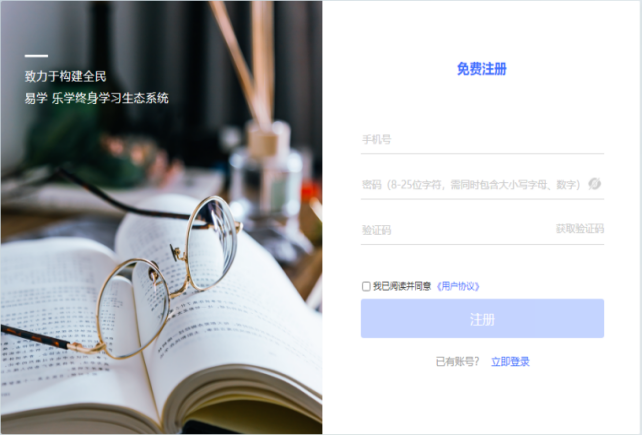 致力于构建全民
易学 乐学终身学习生态系统
免费注册
手机号
密码（8-25位字符，需同时包含大小写字母、数字）
验证码 获取验证码
我已阅读并同意 《用户协议》
注册
已有账号？ 立即登录